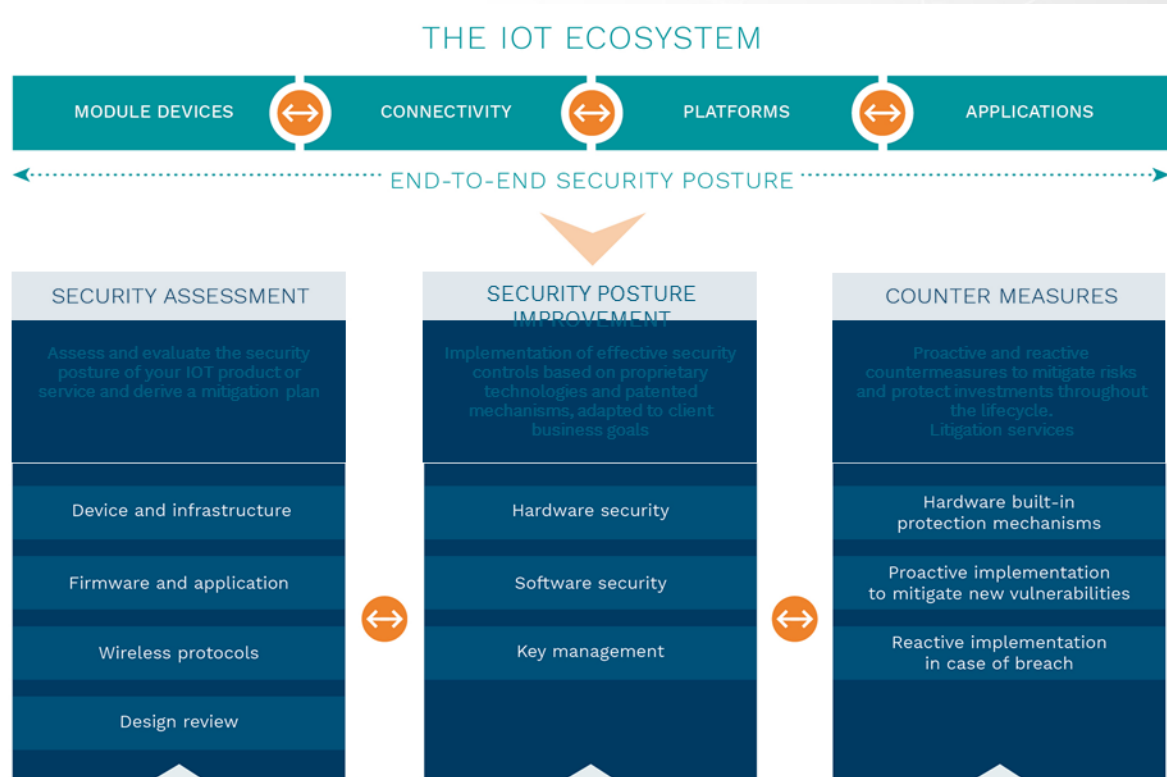 THE IOT ECOSYSTEM
MODULE DEVICES
CONNECTIVITY
PLATFORMS
APPLICATIONS
END-TO-END SECURITY POSTURE
SECURITY ASSESSMENT
Assess and evaluate the security
posture of your IOT product or
service and derive a mitigation plan
Device and infrastructure
Firmware and application
Wireless protocols
Design review
SECURITY POSTURE
IMPROVEMENT
Implementation of effective security
controls based on proprietary
technologies and patented
mechanisms, adapted to client
business goals
Hardware security
Software security
Key management
COUNTER MEASURES
Proactive and reactive
countermeasures to mitigate risks
and protect investments throughout
the lifecycle.
Litigation services
Hardware built-in
protection mechanisms
Proactive implementation
to mitigate new vulnerabilities
Reactive implementation
in case of breach